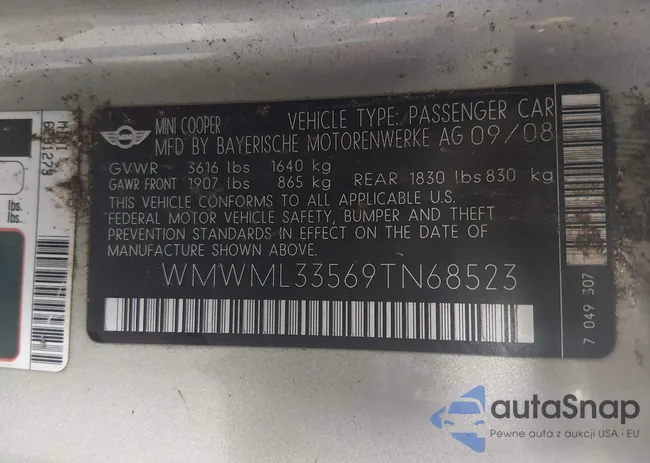 MINI COOPER VEHICLE TYPE: PASSENGER CAR
MFD BY BAYERISCHE MOTORENWERKE AG 09/08
GVWR 3616 lbs 1640 kg
GAWR FRONT 1907 lbs 865 kg REAR 1830 lbs 830 kg
THIS VEHICLE CONFORMS TO ALL APPLICABLE U.S.
FEDERAL MOTOR VEHICLE SAFETY, BUMPER AND THEFT
PREVENTION STANDARDS IN EFFECT ON THE DATE OF
MANUFACTURE SHOWN ABOVE.
WMWML33569TN68523
7 049 307
lbs.
lbs.
autaSnap
Pewne auta z aukcji USA i EU